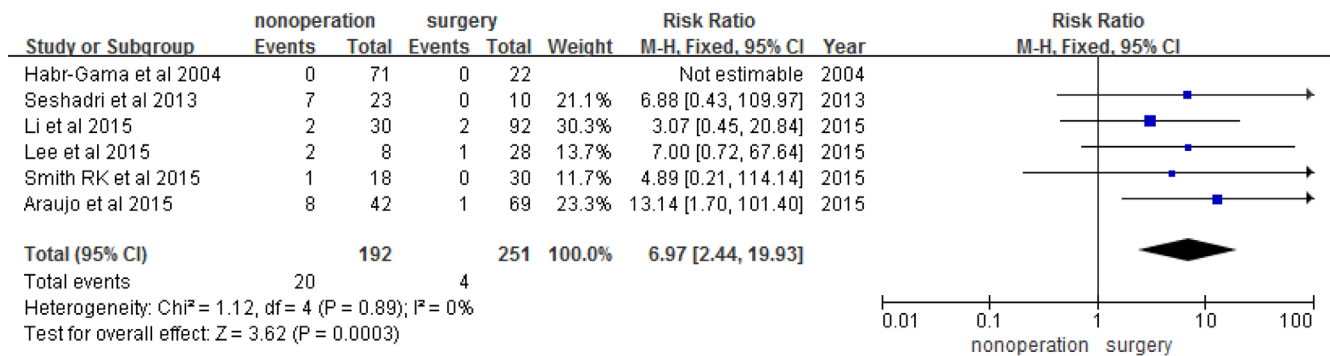 nonoperation surgery Risk Ratio Risk Ratio
Study or Subgroup Events Total Events Total Weight M-H, Fixed, 95% CI Year M-H, Fixed, 95% CI
Habr-Gama et al 2004 0 71 0 22 Not estimable 2004
Seshadri et al 2013 7 23 0 10 21.1% 6.88 [0.43, 109.97] 2013
Li et al 2015 2 30 2 92 30.3% 3.07 [0.45, 20.84] 2015
Lee et al 2015 2 8 1 28 13.7% 7.00 [0.72, 67.64] 2015
Smith RK et al 2015 1 18 0 30 11.7% 4.89 [0.21, 114.14] 2015
Araujo et al 2015 8 42 1 69 23.3% 13.14 [1.70, 101.40] 2015
Total (95% CI) 192 251 100.0% 6.97 [2.44, 19.93]
Total events 20 4
Heterogeneity: Chi² = 1.12, df = 4 (P = 0.89); I² = 0%
Test for overall effect: Z = 3.62 (P = 0.0003)
0.01 0.1 1 10 100
nonoperation surgery